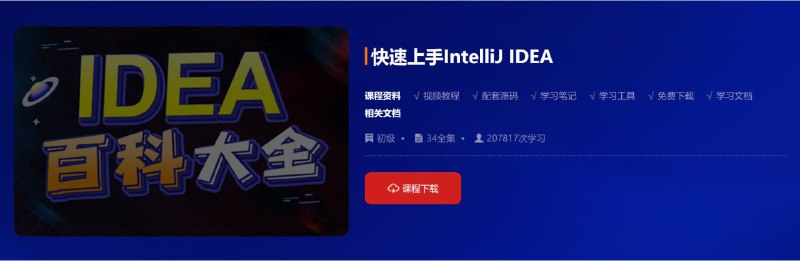 IDEA
百科大全
快速上手IntelliJ IDEA
课程资料 √ 视频教程 √ 配套源码 √ 学习笔记 √ 学习工具 √ 免费下载 √ 学习文档
相关文档
初级 • 34全集 • 207817次学习
课程下载